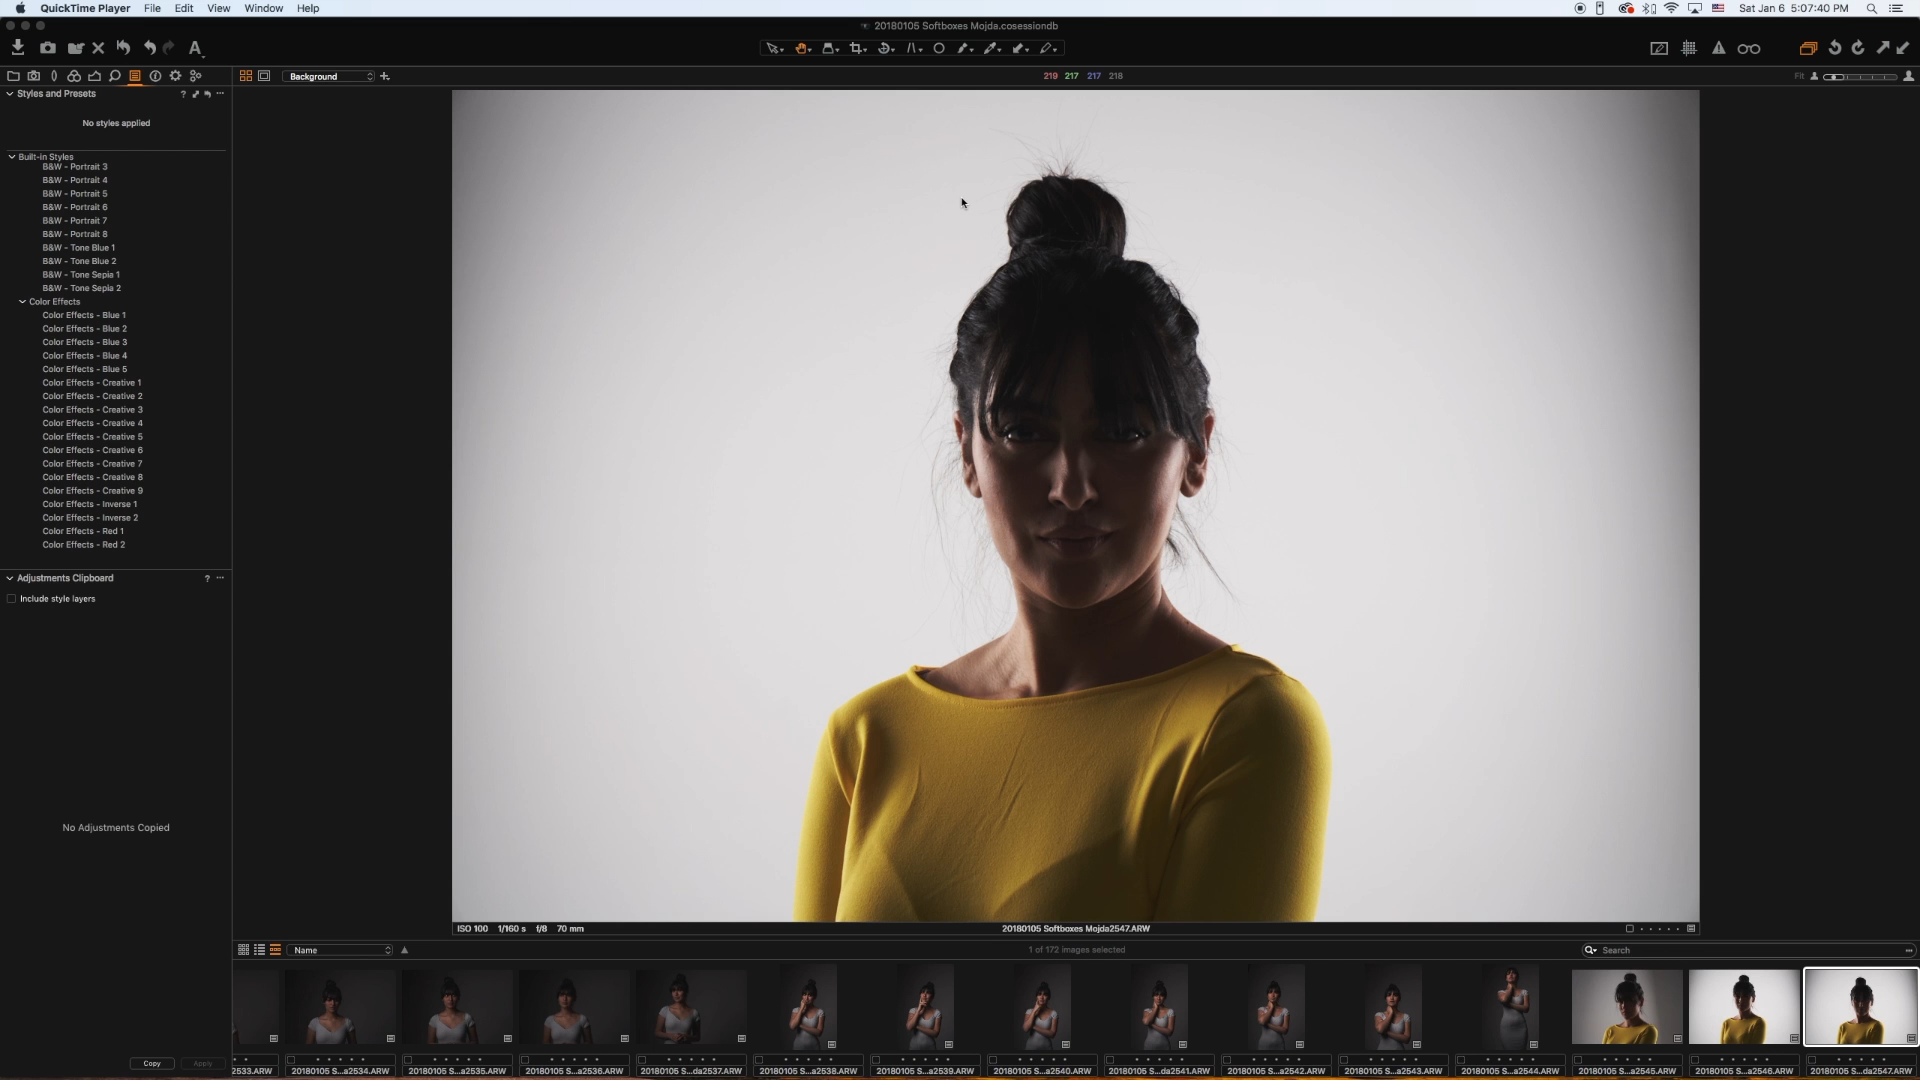 QuickTime Player File Edit View Window Help Sat Jan 6 5:07:40 PM
20180105 Softboxes Mojda.cosessiondb
A
Background 219 217 217 218 Fit
Styles and Presets ?
No styles applied
Built-in Styles
B&W - Portrait 3
B&W - Portrait 4
B&W - Portrait 5
B&W - Portrait 6
B&W - Portrait 7
B&W - Portrait 8
B&W - Tone Blue 1
B&W - Tone Blue 2
B&W - Tone Sepia 1
B&W - Tone Sepia 2
Color Effects
Color Effects - Blue 1
Color Effects - Blue 2
Color Effects - Blue 3
Color Effects - Blue 4
Color Effects - Blue 5
Color Effects - Creative 1
Color Effects - Creative 2
Color Effects - Creative 3
Color Effects - Creative 4
Color Effects - Creative 5
Color Effects - Creative 6
Color Effects - Creative 7
Color Effects - Creative 8
Color Effects - Creative 9
Color Effects - Inverse 1
Color Effects - Inverse 2
Color Effects - Red 1
Color Effects - Red 2
Adjustments Clipboard ?
Include style layers
No Adjustments Copied
Copy Apply
ISO 100 1/160 s f/8 70 mm 20180105 Softboxes Mojda2547.ARW
Name 1 of 172 images selected Search
2533.ARW 20180105 S...a2534.ARW 20180105 S...a2535.ARW 20180105 S...a2536.ARW 20180105 S...da2537.ARW 20180105 S...a2538.ARW 20180105 S...a2539.ARW 20180105 S...a2540.ARW 20180105 S...da2541.ARW 20180105 S...a2542.ARW 20180105 S...a2543.ARW 20180105 S...a2544.ARW 20180105 S...a2545.ARW 20180105 S...a2546.ARW 20180105 S...da2547.ARW